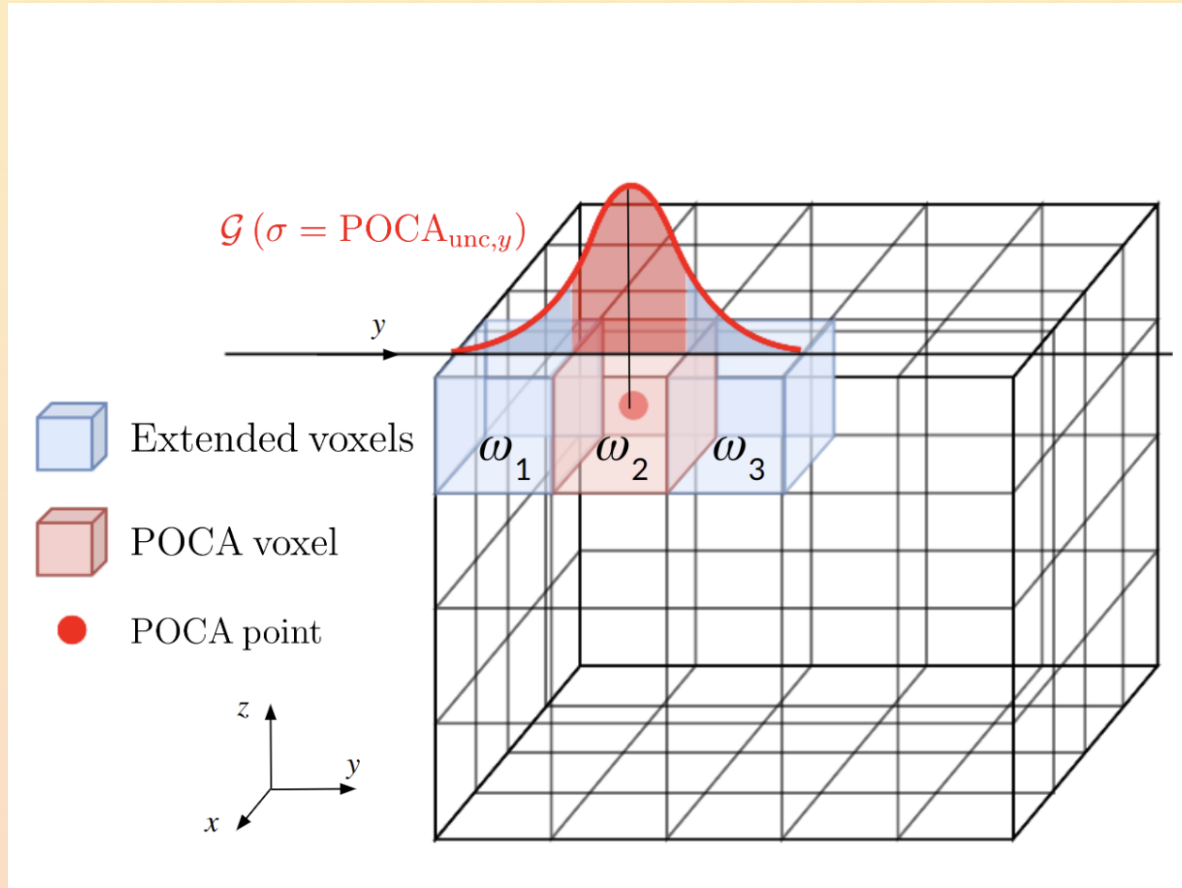 𝒢 (σ = POCA_unc,y)
y
Extended voxels
ω₁ ω₂ ω₃
POCA voxel
POCA point
z
y
x